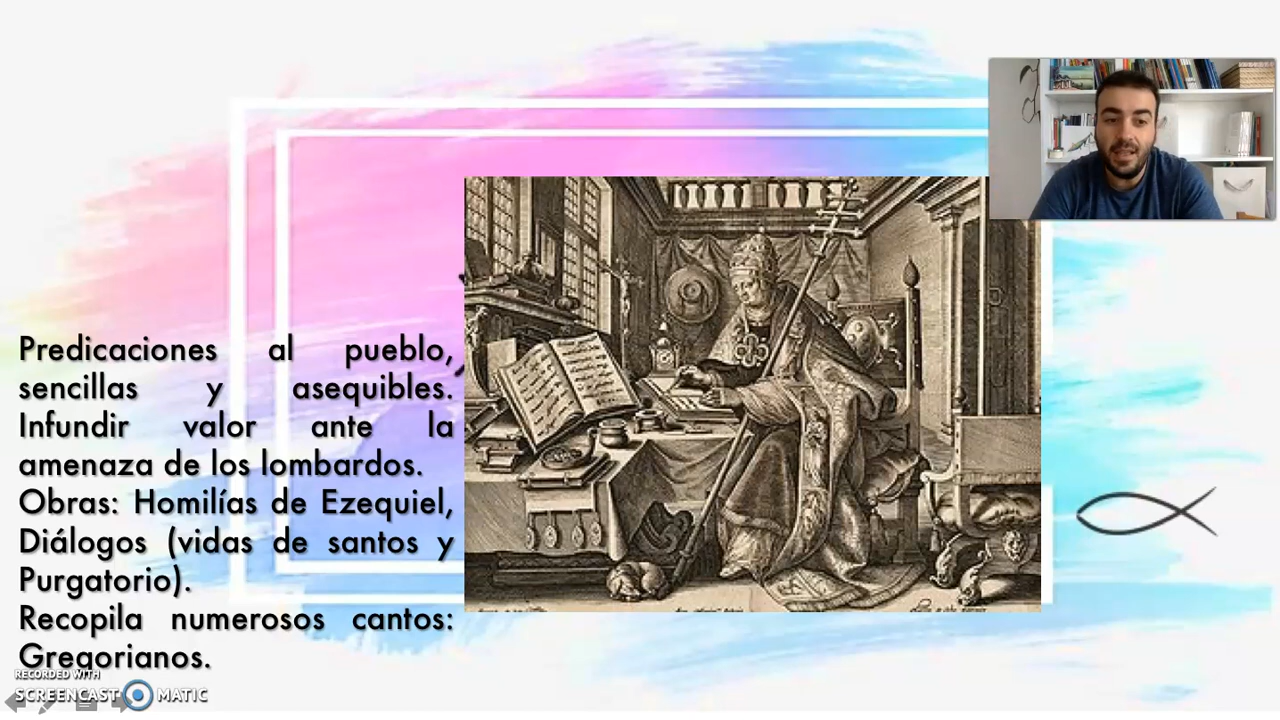 Predicaciones al pueblo,
sencillas y asequibles.
Infundir valor ante la
amenaza de los lombardos.
Obras: Homilías de Ezequiel,
Diálogos (vidas de santos y
Purgatorio).
Recopila numerosos cantos:
Gregorianos.
RECORDED WITH
SCREENCAST MATIC